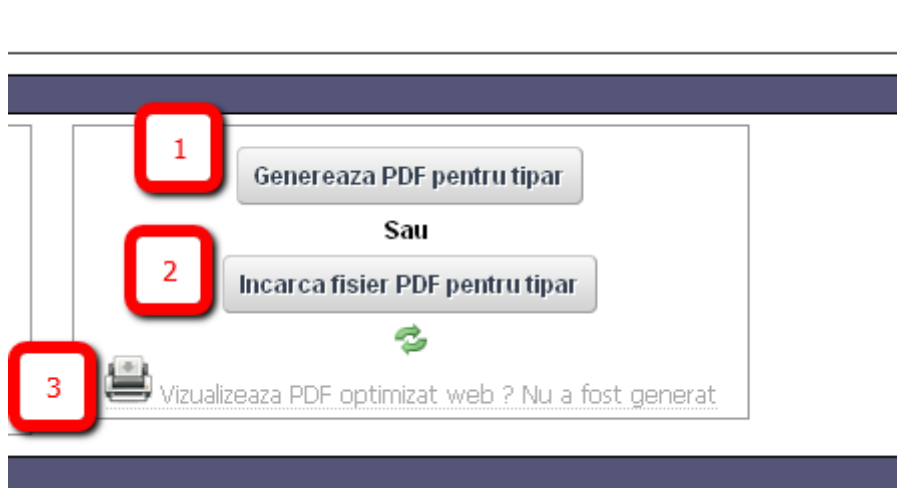 1
Genereaza PDF pentru tipar
Sau
2
Incarca fisier PDF pentru tipar
3
Vizualizeaza PDF optimizat web ? Nu a fost generat